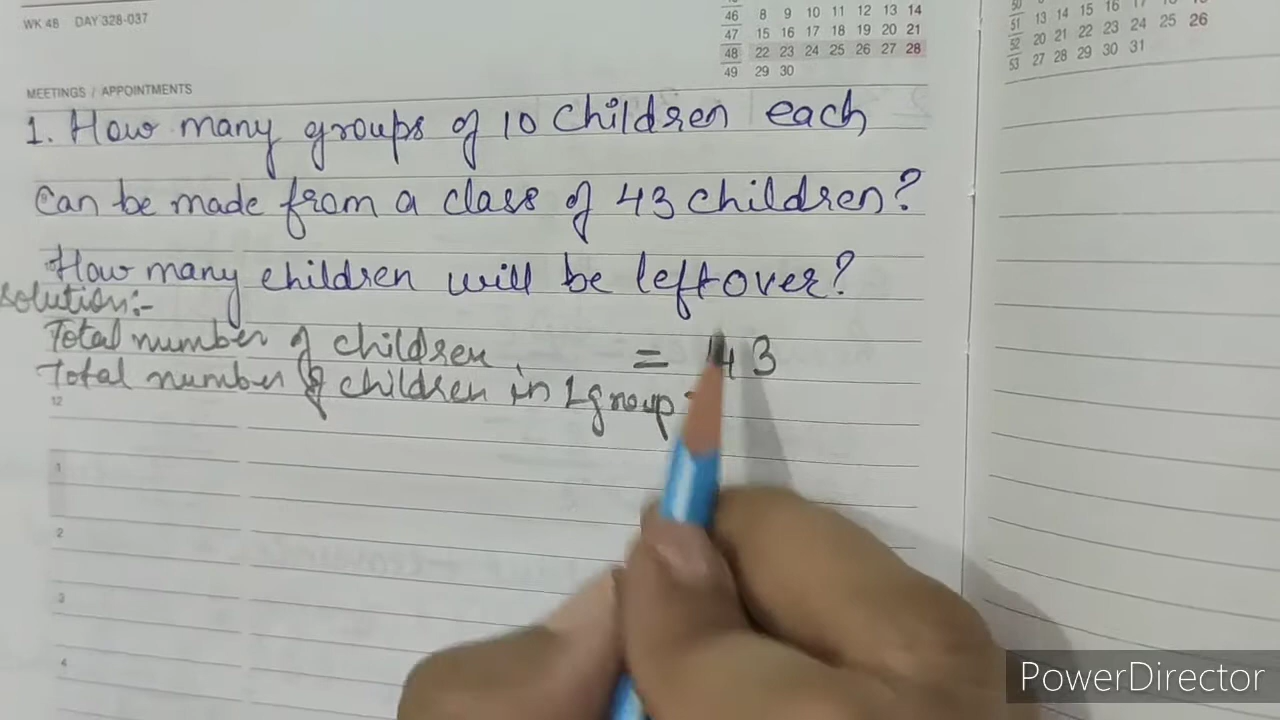 WK 48 DAY 328-037
46 8 9 10 11 12 13 14
47 15 16 17 18 19 20 21
48 22 23 24 25 26 27 28
49 29 30
50
51 13 14 15 16
52 20 21 22 23 24 25 26
53 27 28 29 30 31
MEETINGS / APPOINTMENTS
1. How many groups of 10 children each
can be made from a class of 43 children?
How many children will be leftover?
Solution:-
Total number of children = 43
Total number of children in 1 group
12
1
2
3
4
PowerDirector